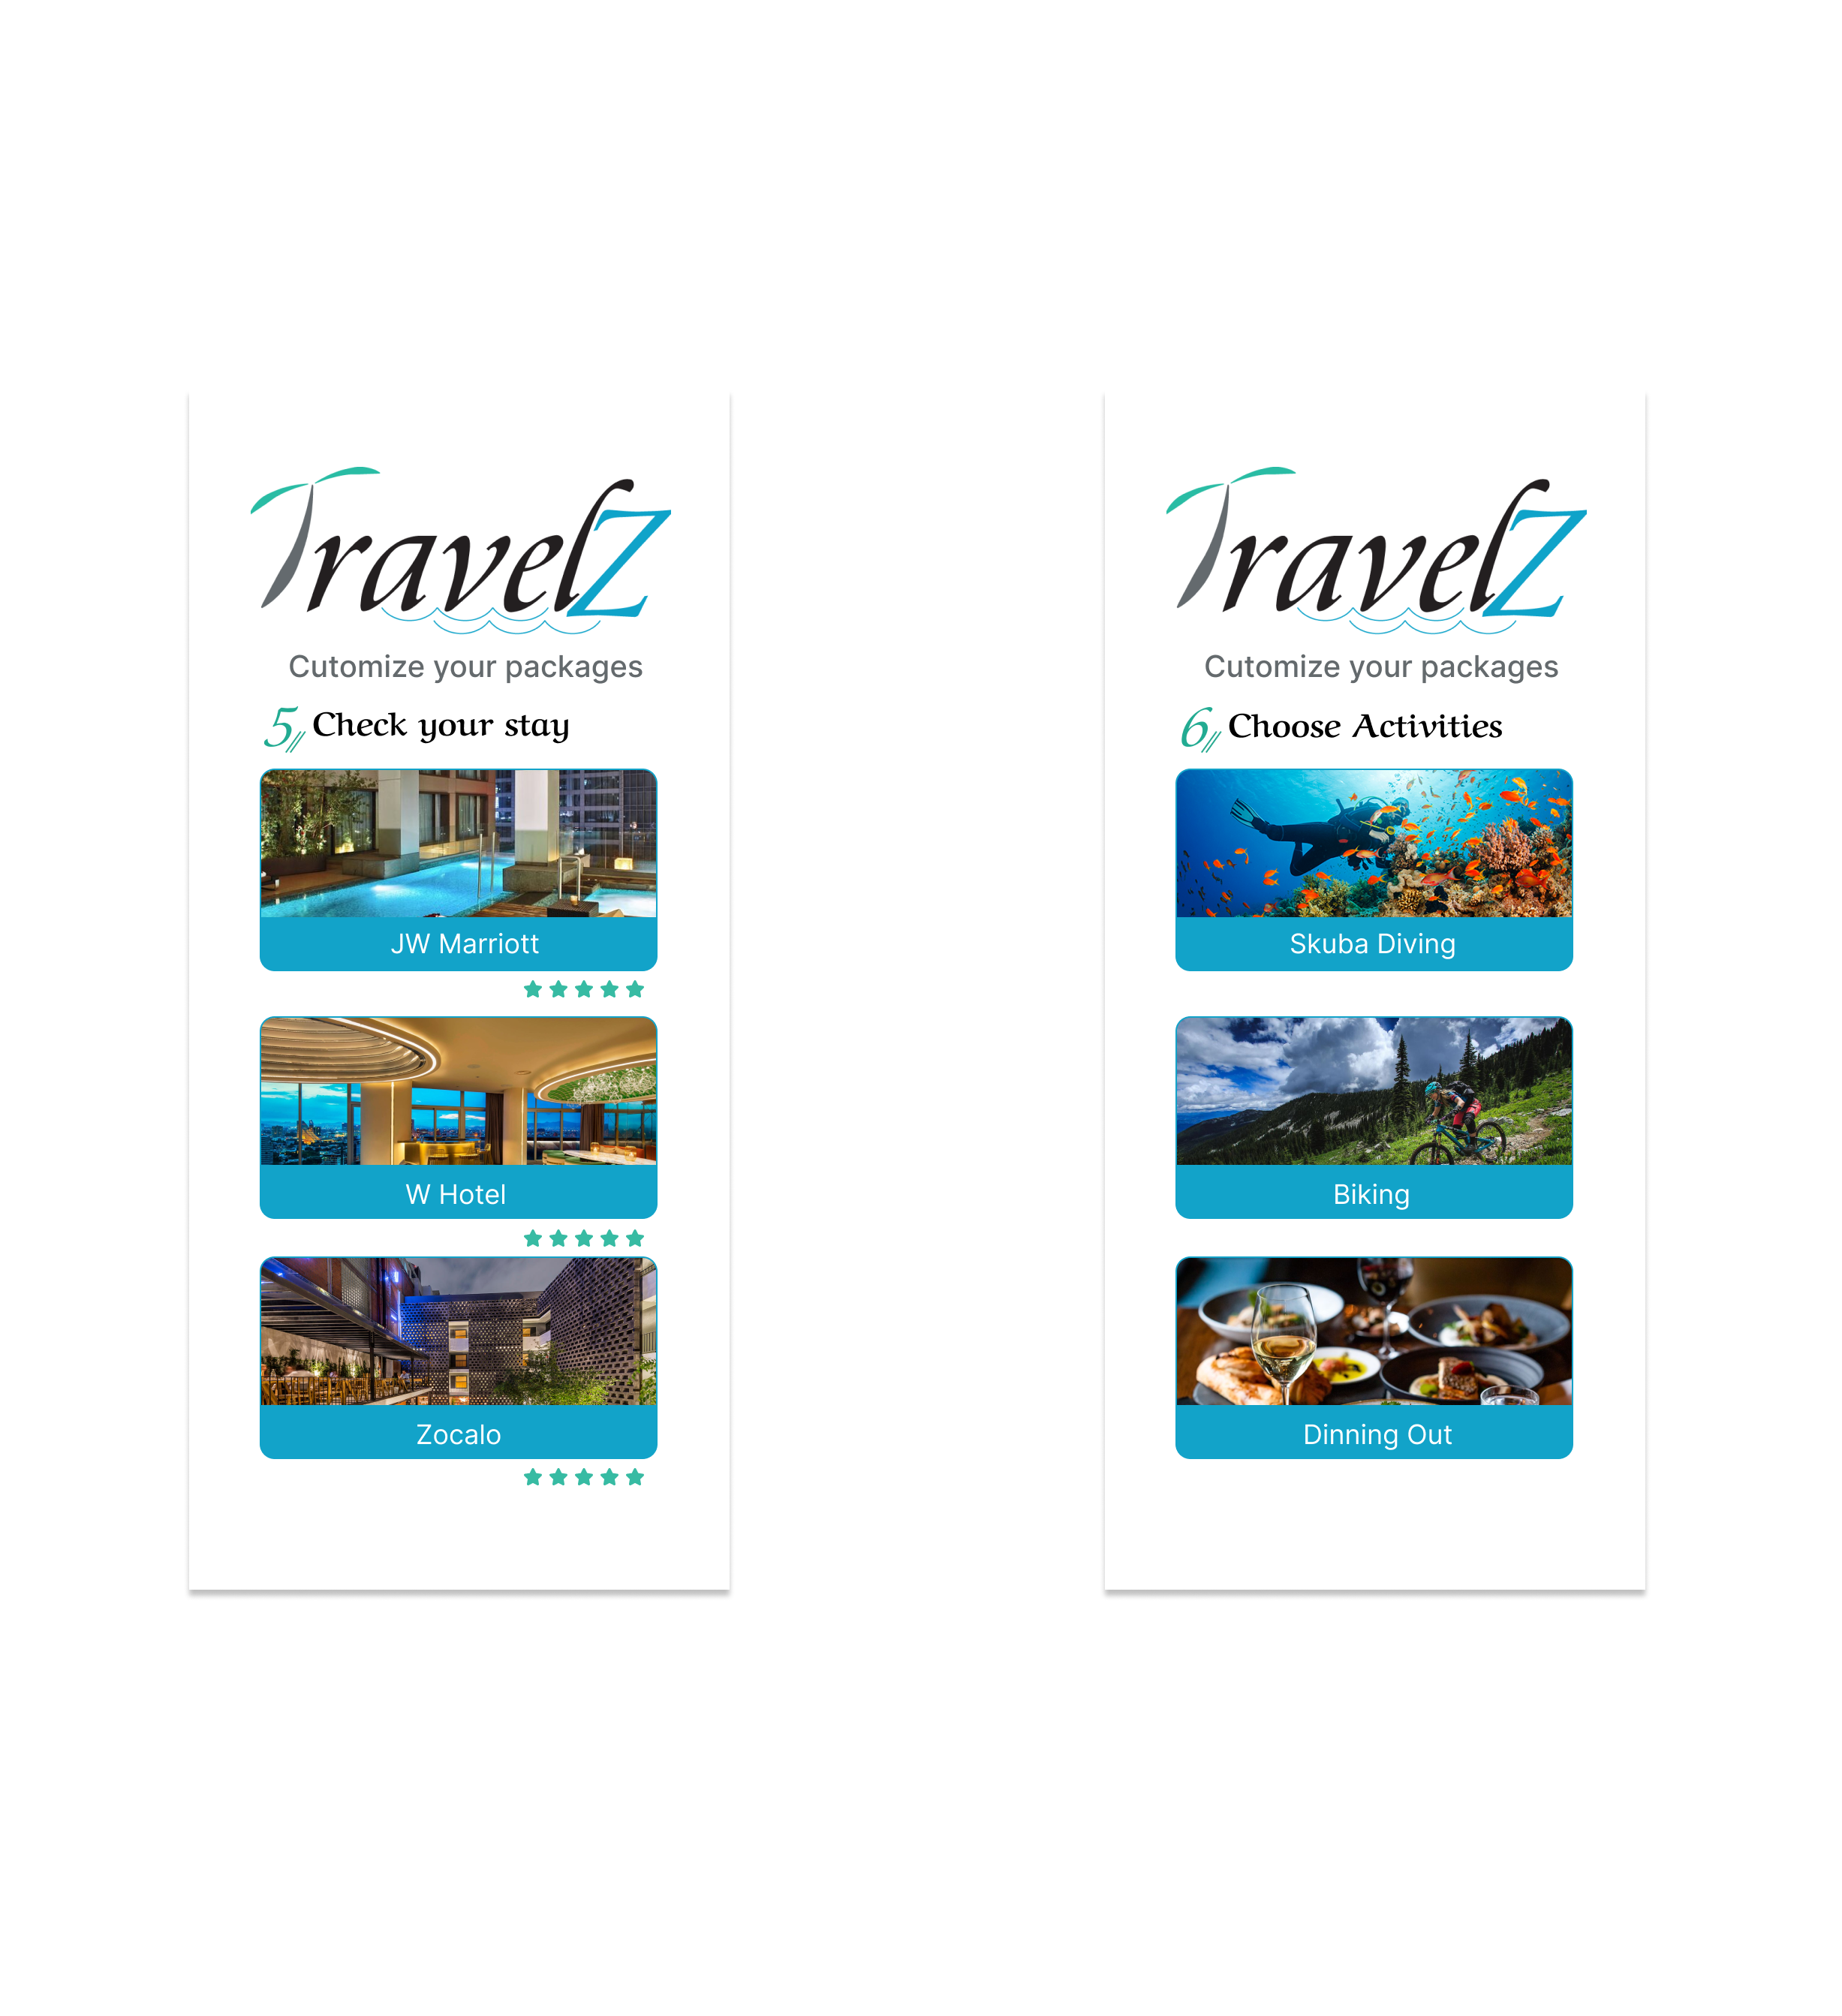 TravelZ
Cutomize your packages
5// Check your stay
JW Marriott
W Hotel
Zocalo
TravelZ
Cutomize your packages
6// Choose Activities
Skuba Diving
Biking
Dinning Out